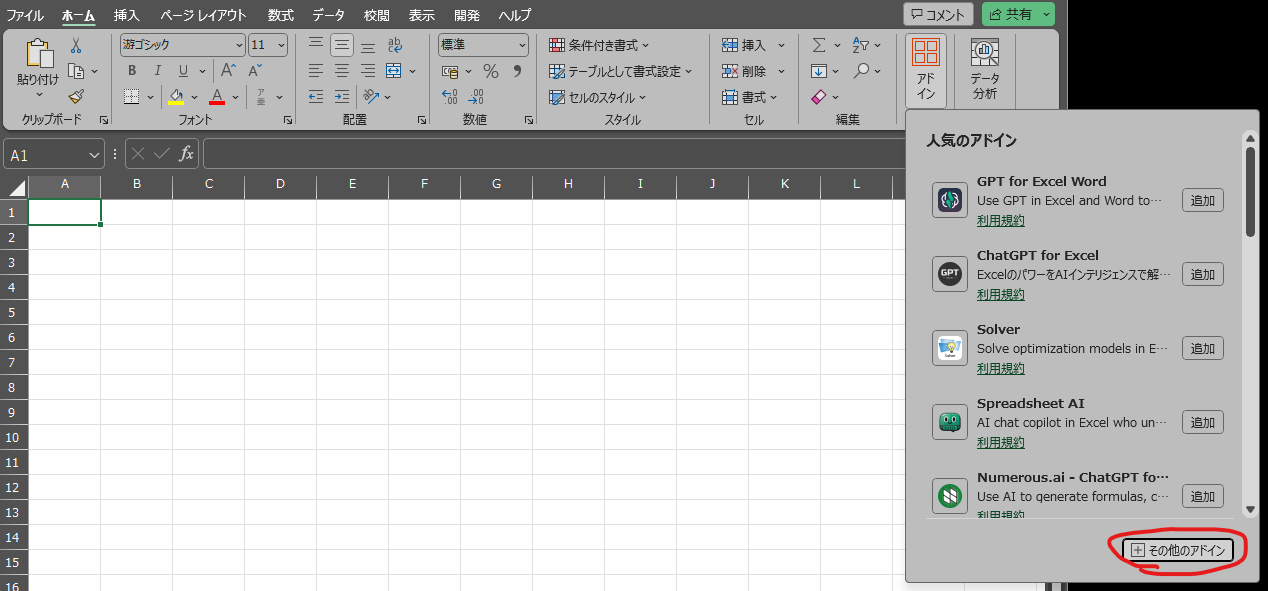 ファイル ホーム 挿入 ページ レイアウト 数式 データ 校閲 表示 開発 ヘルプ コメント 共有
貼り付け
クリップボード
游ゴシック 11
B I U A A
A ア亜
フォント
ab
配置
標準
% 9
.00 .00
数値
条件付き書式
テーブルとして書式設定
セルのスタイル
スタイル
挿入
削除
書式
セル
Σ AZ
編集
アド
イン
データ
分析
A1 fx
A B C D E F G H I J K L
1
2
3
4
5
6
7
8
9
10
11
12
13
14
15
16
人気のアドイン
GPT for Excel Word
Use GPT in Excel and Word to… 追加
利用規約
ChatGPT for Excel
GPT
ExcelのパワーをAIインテリジェンスで解… 追加
利用規約
Solver
Solve optimization models in E… 追加
利用規約
Spreadsheet AI
AI chat copilot in Excel who un… 追加
利用規約
Numerous.ai - ChatGPT fo…
Use AI to generate formulas, c… 追加
利用規約
その他のアドイン